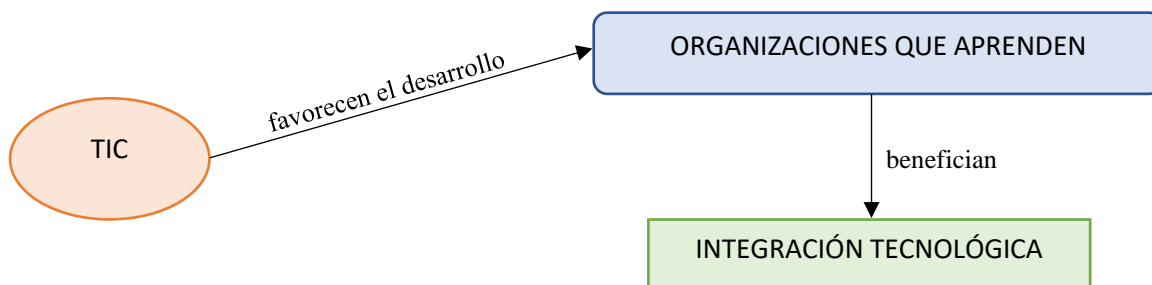 ORGANIZACIONES QUE APRENDEN
favorecen el desarrollo
TIC
benefician
INTEGRACIÓN TECNOLÓGICA